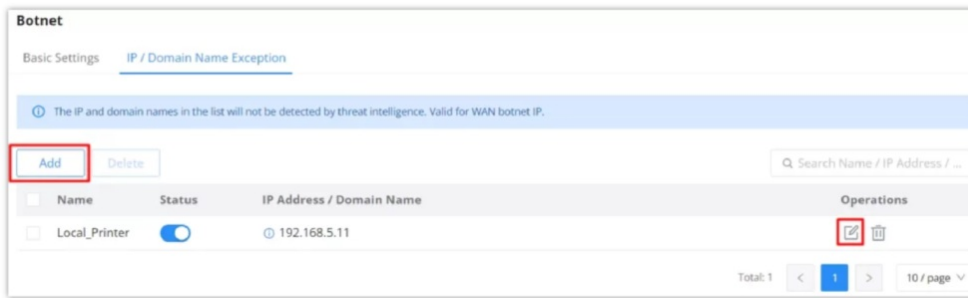 Botnet
Basic Settings IP / Domain Name Exception
The IP and domain names in the list will not be detected by threat intelligence. Valid for WAN botnet IP.
Add Delete Search Name / IP Address / ...
Name Status IP Address / Domain Name Operations
Local_Printer 192.168.5.11
Total: 1 < 1 > 10 / page